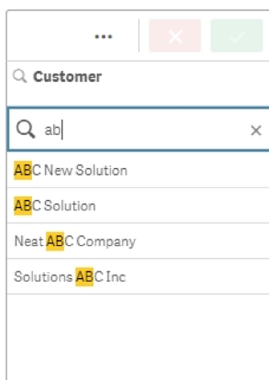 Customer
ab
ABC New Solution
ABC Solution
Neat ABC Company
Solutions ABC Inc